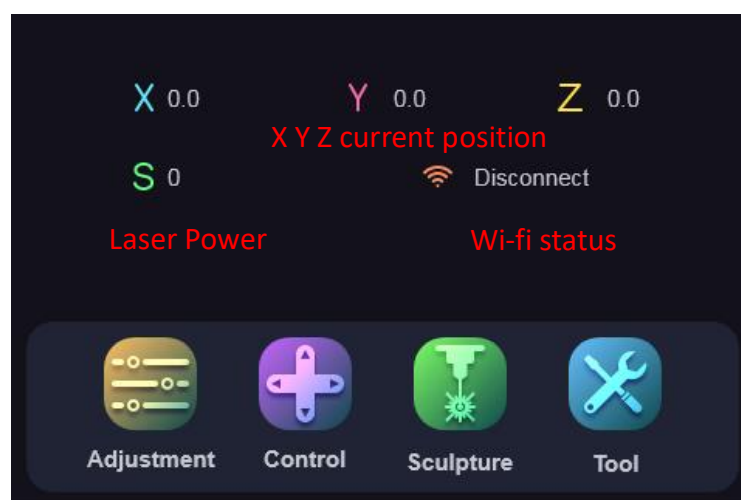 X 0.0 Y 0.0 Z 0.0
X Y Z current position
S 0 Disconnect
Laser Power Wi-fi status
Adjustment Control Sculpture Tool